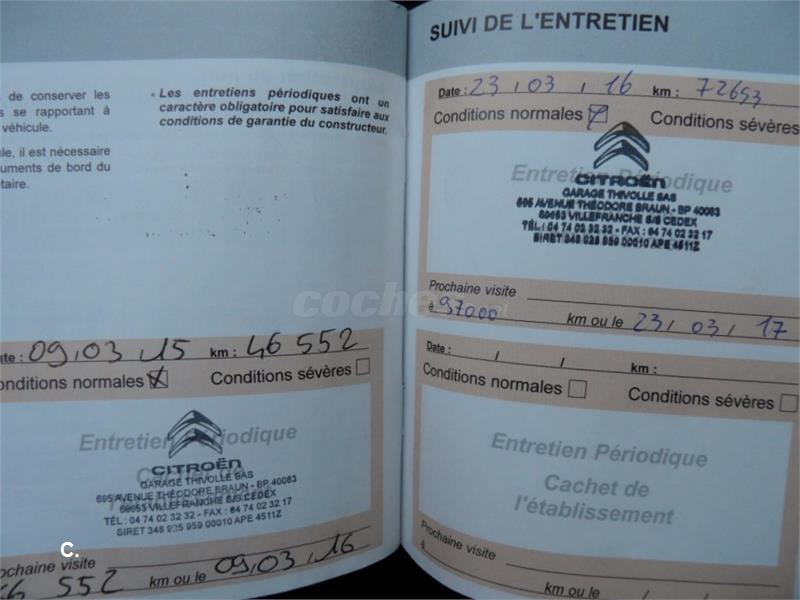 de conserver les
se rapportant à
véhicule.
il est nécessaire
de bord du
• Les entretiens périodiques ont un
caractère obligatoire pour satisfaire aux
conditions de garantie du constructeur.
09,03,15 km : 46 552
Conditions normales Conditions sévères
Entretien Périodique
CITROËN
GARAGE THIVOLLE SAS
695 AVENUE THÉODORE BRAUN - BP 40083
69653 VILLEFRANCHE S/S CEDEX
TÉL : 04 74 02 32 32 - FAX : 04 74 02 32 17
SIRET 348 925 959 00010 APE 4511Z
C.
visite
552 km ou le 09,03,16
SUIVI DE L'ENTRETIEN
Date : 23 / 03 / 16 km : 72653
Conditions normales Conditions sévères
Entretien Périodique
CITROËN
GARAGE THIVOLLE SAS
695 AVENUE THÉODORE BRAUN - BP 40083
69653 VILLEFRANCHE S/S CEDEX
TÉL : 04 74 02 32 32 - FAX : 04 74 02 32 17
SIRET 348 925 959 00010 APE 4511Z
Prochaine visite
à 97000 km ou le 23 / 03 / 17
Date : / / km :
Conditions normales Conditions sévères
Entretien Périodique
Cachet de
l'établissement
Prochaine visite
à km ou le / /